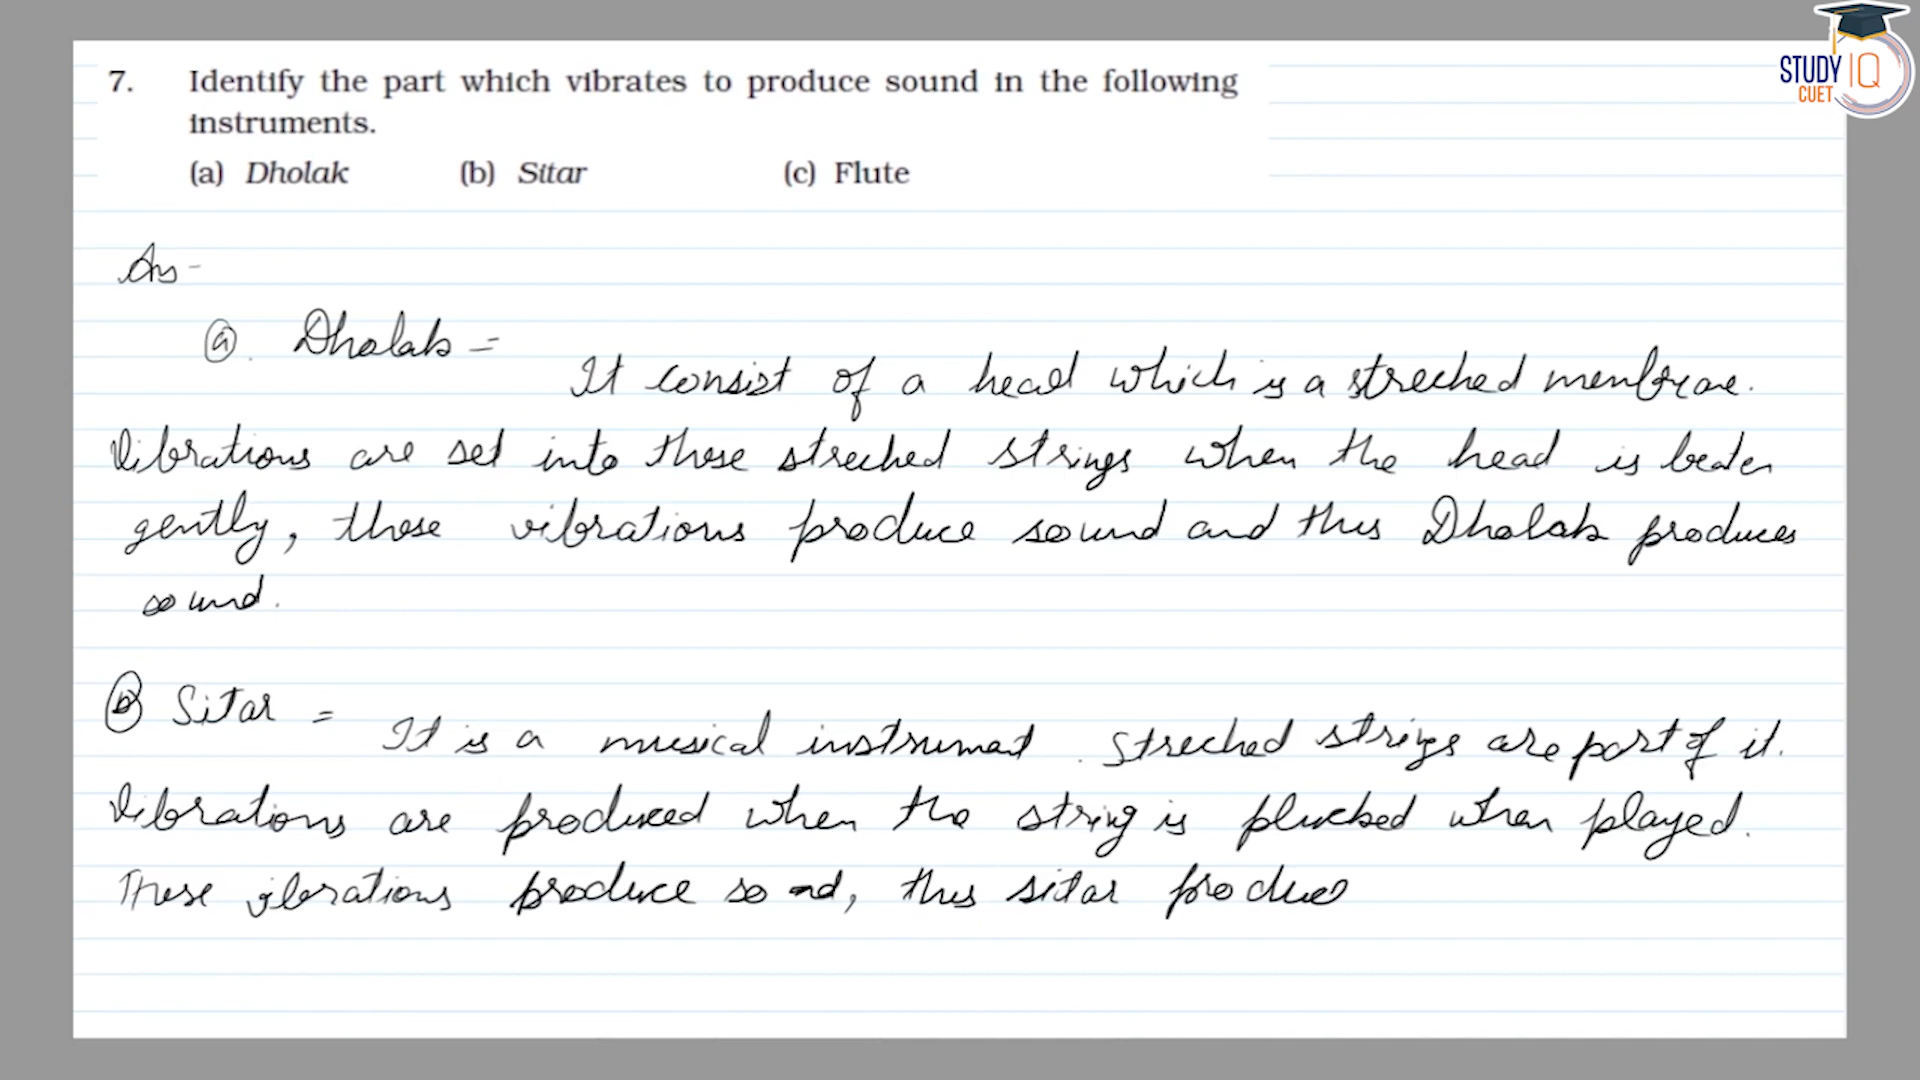 STUDY IQ
CUET
7. Identify the part which vibrates to produce sound in the following
instruments.
(a) Dholak (b) Sitar (c) Flute
Ans -
(a). Dholak =
It consist of a head which is a streched menbrane.
Vibrations are set into these streched strings when the head is beaten
gently, these vibrations produce sound and thus Dholak produces
sound.
(b) Sitar =
It is a musical instrument. Streched strings are part of it.
Vibrations are produced when the string is plucked when played.
These vibrations produce sound, thus sitar produce